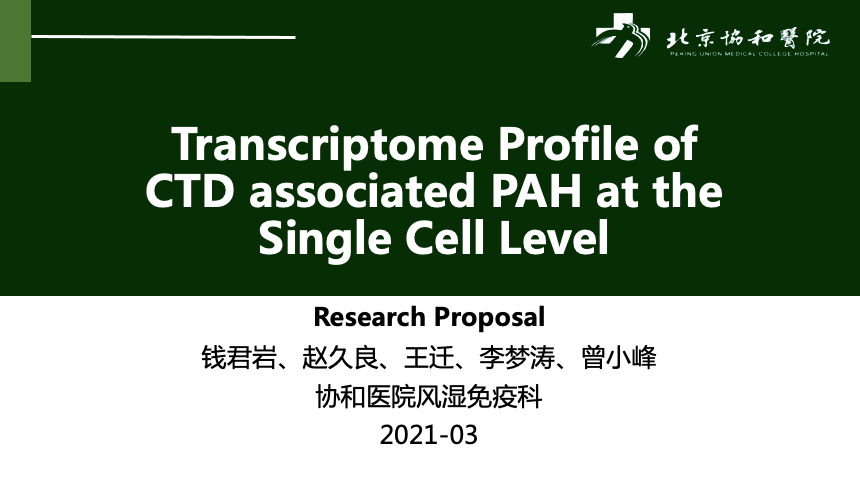 北京協和醫院
PEKING UNION MEDICAL COLLEGE HOSPITAL
Transcriptome Profile of
CTD associated PAH at the
Single Cell Level
Research Proposal
钱君岩、赵久良、王迁、李梦涛、曾小峰
协和医院风湿免疫科
2021-03